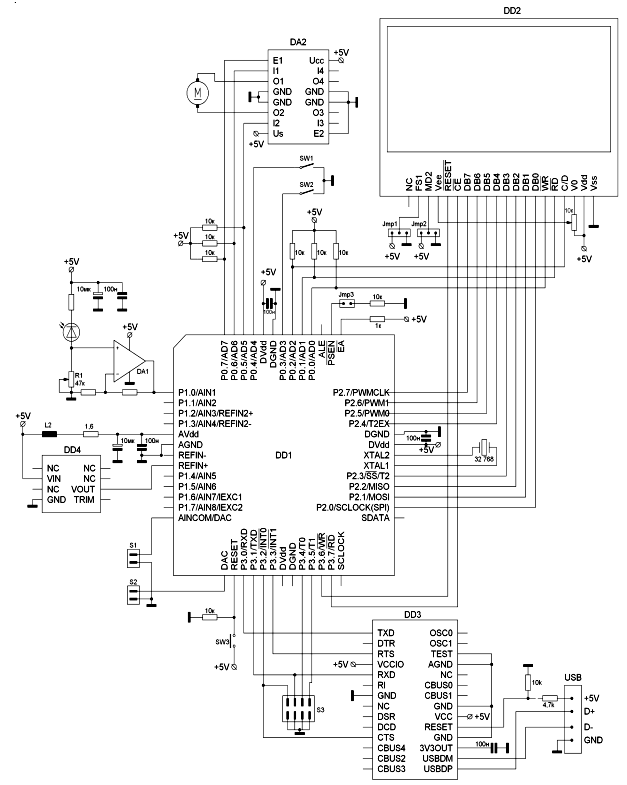 DD2
DA2
+5V
E1 Ucc
I1 I4
O1 O4
GND GND
GND GND
O2 O3
I2 I3
Us E2
+5V
M
NC
FS1
MD2
Vee
RESET
CE
DB7
DB6
DB5
DB4
DB3
DB2
DB1
DB0
WR
RD
C/D
V0
Vdd
Vss
SW1
SW2
Jmp1
Jmp2
10к
+5V
+5V
+5V
+5V
10к
10к
10к
+5V
10к
10к
10к
+5V
100н
Jmp3
10к
1к
+5V
+5V
10мк
100н
+5V
DA1
R1
47к
P0.7/AD7
P0.6/AD6
P0.5/AD5
P0.4/AD4
DVdd
DGND
P0.3/AD3
P0.2/AD2
P0.1/AD1
P0.0/AD0
ALE
PSEN
EA
P1.0/AIN1
P1.1/AIN2
P1.2/AIN3/REFIN2+
P1.3/AIN4/REFIN2-
AVdd
AGND
REFIN-
REFIN+
P1.4/AIN5
P1.5/AIN6
P1.6/AIN7/IEXC1
P1.7/AIN8/IEXC2
AINCOM/DAC
DD1
P2.7/PWMCLK
P2.6/PWM1
P2.5/PWM0
P2.4/T2EX
DGND
DVdd
XTAL2
XTAL1
P2.3/SS/T2
P2.2/MISO
P2.1/MOSI
P2.0/SCLOCK(SPI)
SDATA
100н
+5V
32 768
+5V
L2
1.6
10мк
100н
DD4
NC NC
VIN NC
NC VOUT
GND TRIM
S1
S2
DAC
RESET
P3.0/RXD
P3.1/TXD
P3.2/INT0
P3.3/INT1
DVdd
DGND
P3.4/T0
P3.5/T1
P3.6/WR
P3.7/RD
SCLOCK
10к
SW3
+5V
S3
DD3
TXD OSC0
DTR OSC1
RTS TEST
VCCIO AGND
RXD NC
RI CBUS0
GND CBUS1
NC GND
DSR VCC
DCD RESET
CTS GND
CBUS4 3V3OUT
CBUS2 USBDM
CBUS3 USBDP
+5V
+5V
100н
10k
4,7k
USB
+5V
D+
D-
GND